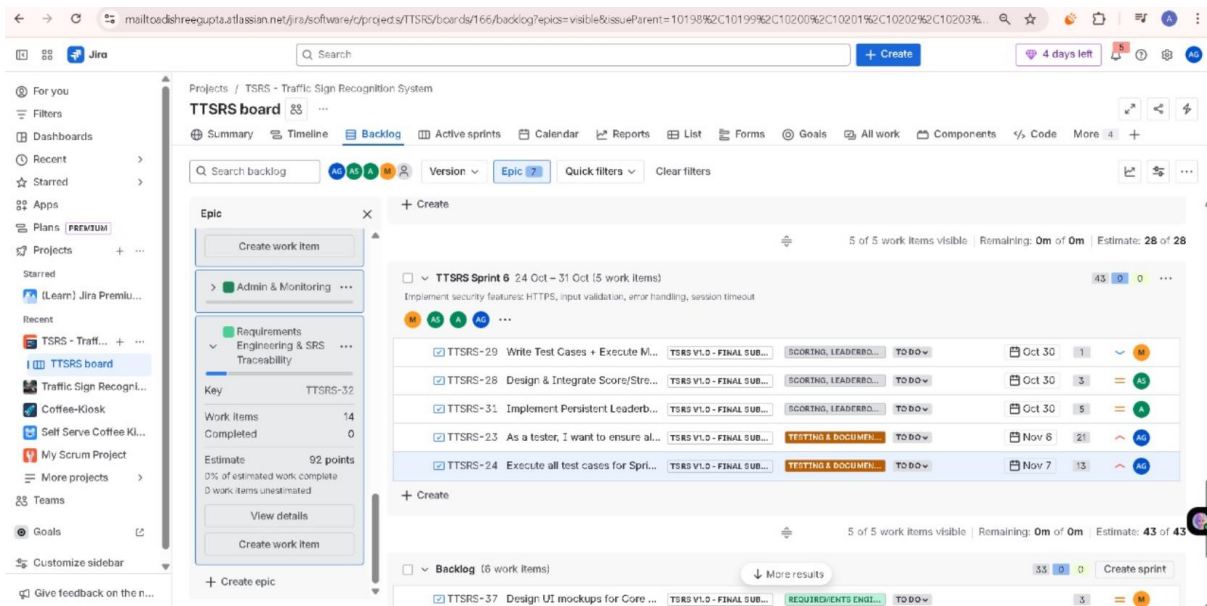 mailtoadishreegupta.atlassian.net/jira/software/c/projects/TTSRS/boards/166/backlog?epics=visible&issueParent=10198%2C10199%2C10200%2C10201%2C10202%2C10203%...
A
Jira
Search
+ Create
4 days left
5
AG
For you
Filters
Dashboards
Recent
Starred
Apps
Plans PREMIUM
Projects
Starred
(Learn) Jira Premiu...
Recent
TSRS - Traff...
TTSRS board
Traffic Sign Recogni...
Coffee-Kiosk
Self Serve Coffee Ki...
My Scrum Project
More projects
Teams
Goals
Customize sidebar
Give feedback on the n...
Projects / TSRS - Traffic Sign Recognition System
TTSRS board
Summary Timeline Backlog Active sprints Calendar Reports List Forms Goals All work Components Code More 4
Search backlog AG AS A M Version Epic 7 Quick filters Clear filters
Epic
Create work item
Admin & Monitoring
Requirements
Engineering & SRS
Traceability
Key TTSRS-32
Work items 14
Completed 0
Estimate 92 points
0% of estimated work complete
0 work items unestimated
View details
Create work item
+ Create epic
+ Create
5 of 5 work items visible | Remaining: 0m of 0m | Estimate: 28 of 28
TTSRS Sprint 6 24 Oct – 31 Oct (5 work items) 43 0 0
Implement security features: HTTPS, input validation, error handling, session timeout
M AS A AG
TTSRS-29 Write Test Cases + Execute M... TSRS V1.0 - FINAL SUB... SCORING, LEADERBO... TO DO Oct 30 1 M
TTSRS-28 Design & Integrate Score/Stre... TSRS V1.0 - FINAL SUB... SCORING, LEADERBO... TO DO Oct 30 3 AS
TTSRS-31 Implement Persistent Leaderb... TSRS V1.0 - FINAL SUB... SCORING, LEADERBO... TO DO Oct 30 5 A
TTSRS-23 As a tester, I want to ensure al... TSRS V1.0 - FINAL SUB... TESTING & DOCUMEN... TO DO Nov 6 21 AG
TTSRS-24 Execute all test cases for Spri... TSRS V1.0 - FINAL SUB... TESTING & DOCUMEN... TO DO Nov 7 13 AG
+ Create
5 of 5 work items visible | Remaining: 0m of 0m | Estimate: 43 of 43
Backlog (6 work items) 33 0 0 Create sprint
More results
TTSRS-37 Design UI mockups for Core ... TSRS V1.0 - FINAL SUB... REQUIREMENTS ENGI... TO DO 3 M